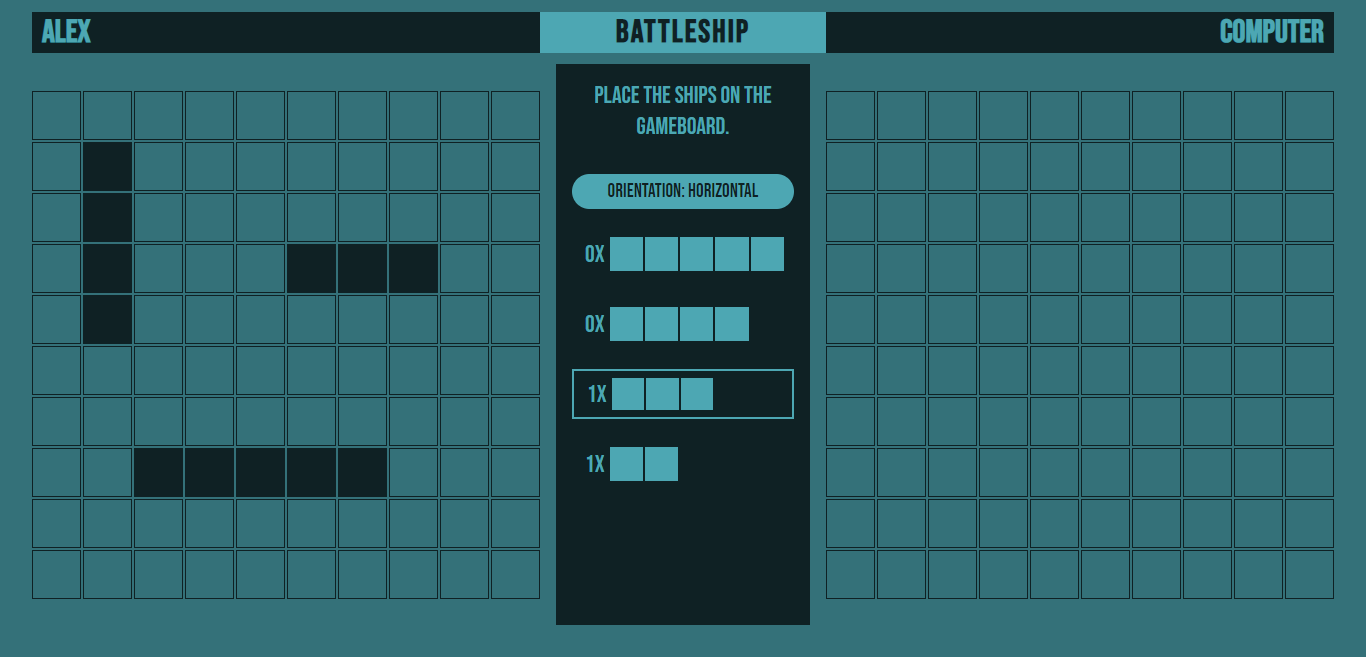 ALEX
BATTLESHIP
COMPUTER
PLACE THE SHIPS ON THE
GAMEBOARD.
ORIENTATION: HORIZONTAL
0X
0X
1X
1X